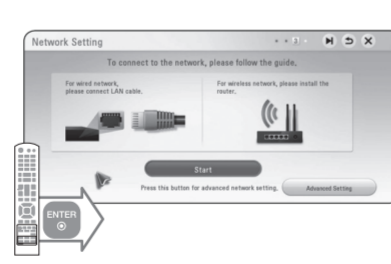 Network Setting
2
To connect to the network, please follow the guide.
For wired network,
please connect LAN cable.
For wireless network, please install the
router.
Start
Press this button for advanced network setting.
Advanced Setting
ENTER